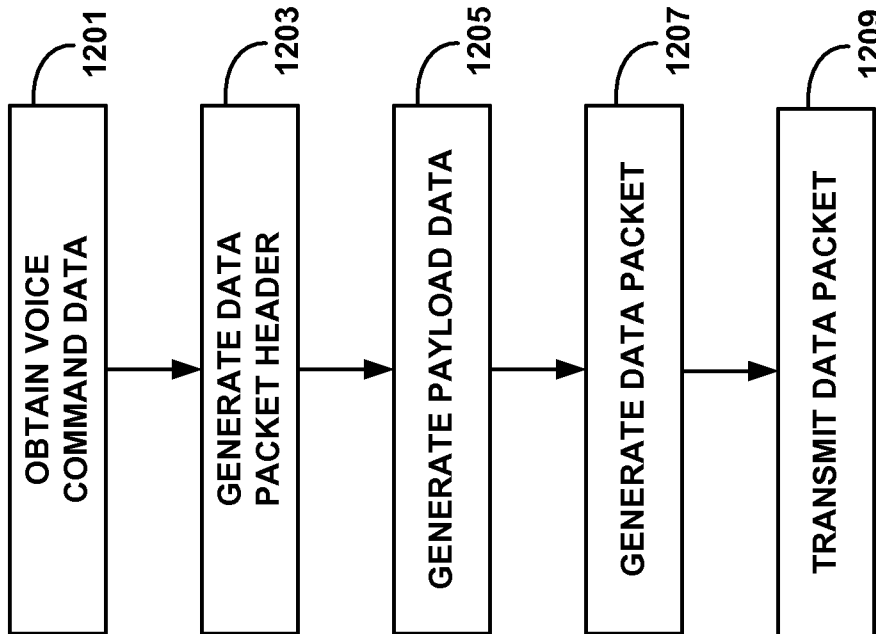 OBTAIN VOICE
COMMAND DATA
1201
GENERATE DATA
PACKET HEADER
1203
GENERATE PAYLOAD DATA
1205
GENERATE DATA PACKET
1207
TRANSMIT DATA PACKET
1209